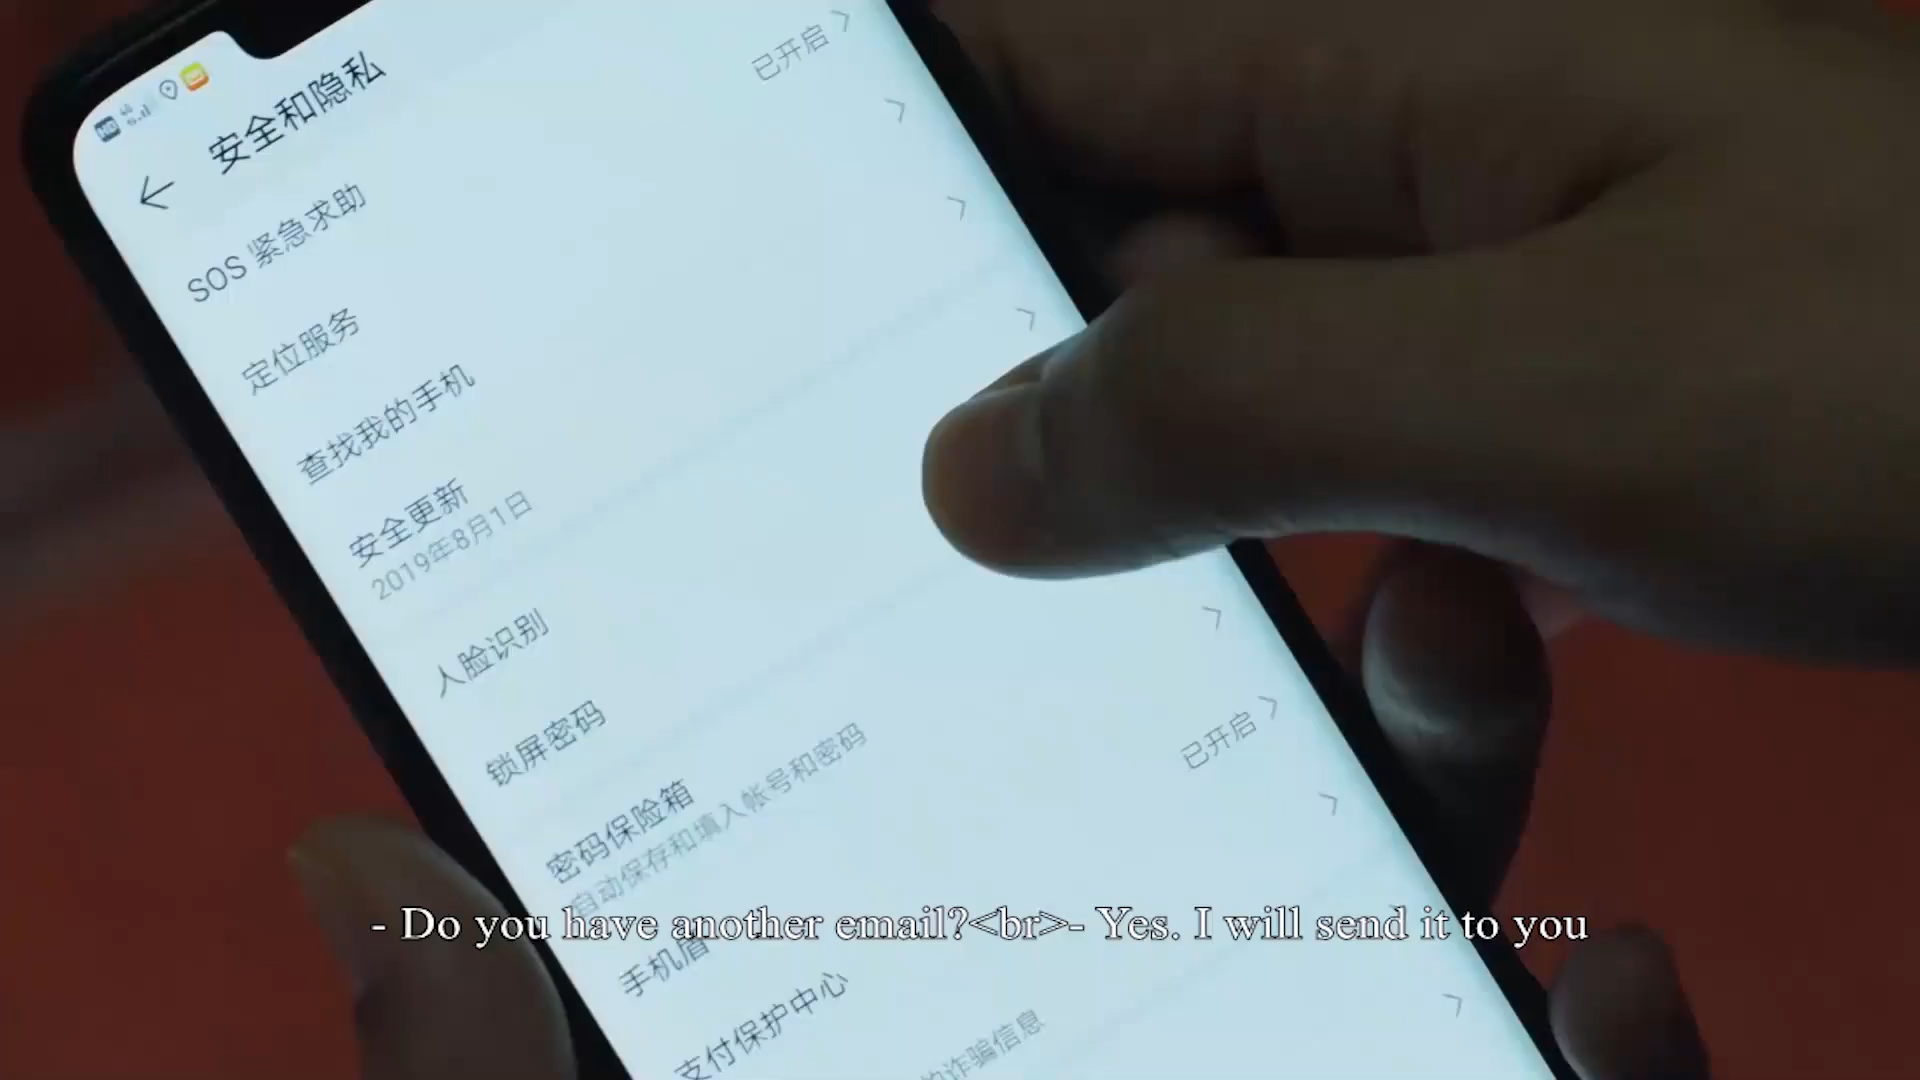 安全和隐私
SOS 紧急求助
已开启
定位服务
查找我的手机
安全更新
2019年8月1日
人脸识别
锁屏密码
密码保险箱
已开启
自动保存和填入帐号和密码
手机盾
支付保护中心
诈骗信息
- Do you have another email?<br>- Yes. I will send it to you